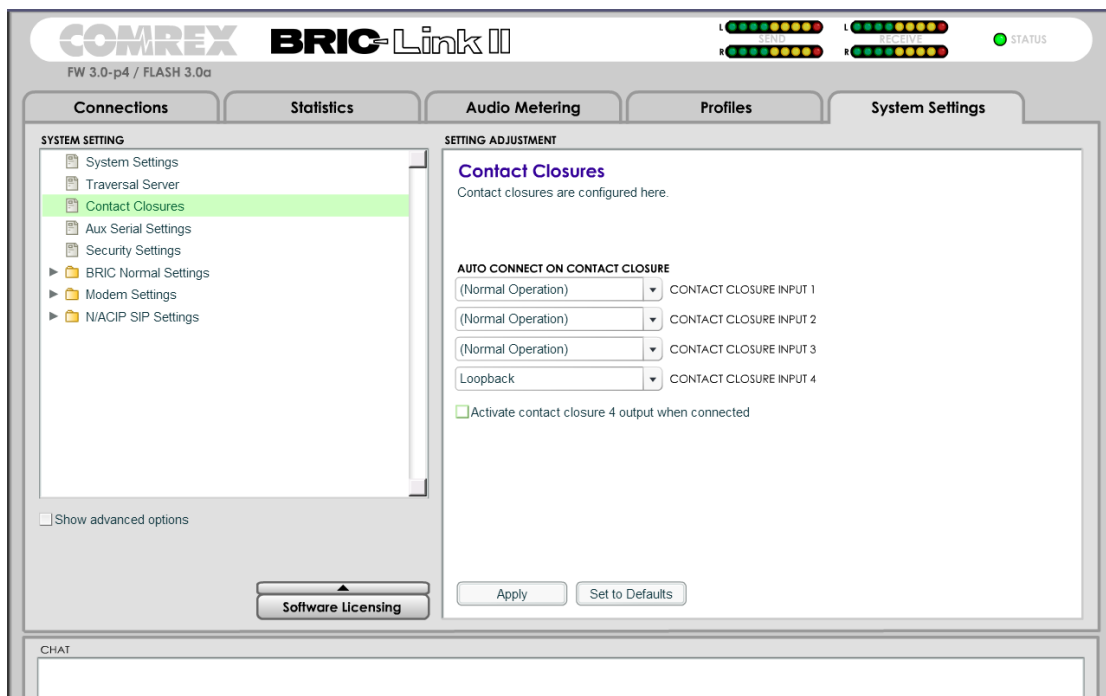 COMREX BRIC-Link II
L SEND R
L RECEIVE R
STATUS
FW 3.0-p4 / FLASH 3.0a
Connections
Statistics
Audio Metering
Profiles
System Settings
SYSTEM SETTING
System Settings
Traversal Server
Contact Closures
Aux Serial Settings
Security Settings
BRIC Normal Settings
Modem Settings
N/ACIP SIP Settings
Show advanced options
Software Licensing
SETTING ADJUSTMENT
Contact Closures
Contact closures are configured here.
AUTO CONNECT ON CONTACT CLOSURE
(Normal Operation) CONTACT CLOSURE INPUT 1
(Normal Operation) CONTACT CLOSURE INPUT 2
(Normal Operation) CONTACT CLOSURE INPUT 3
Loopback CONTACT CLOSURE INPUT 4
Activate contact closure 4 output when connected
Apply
Set to Defaults
CHAT